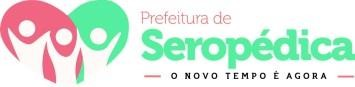 Prefeitura de
Seropédica
O NOVO TEMPO É AGORA